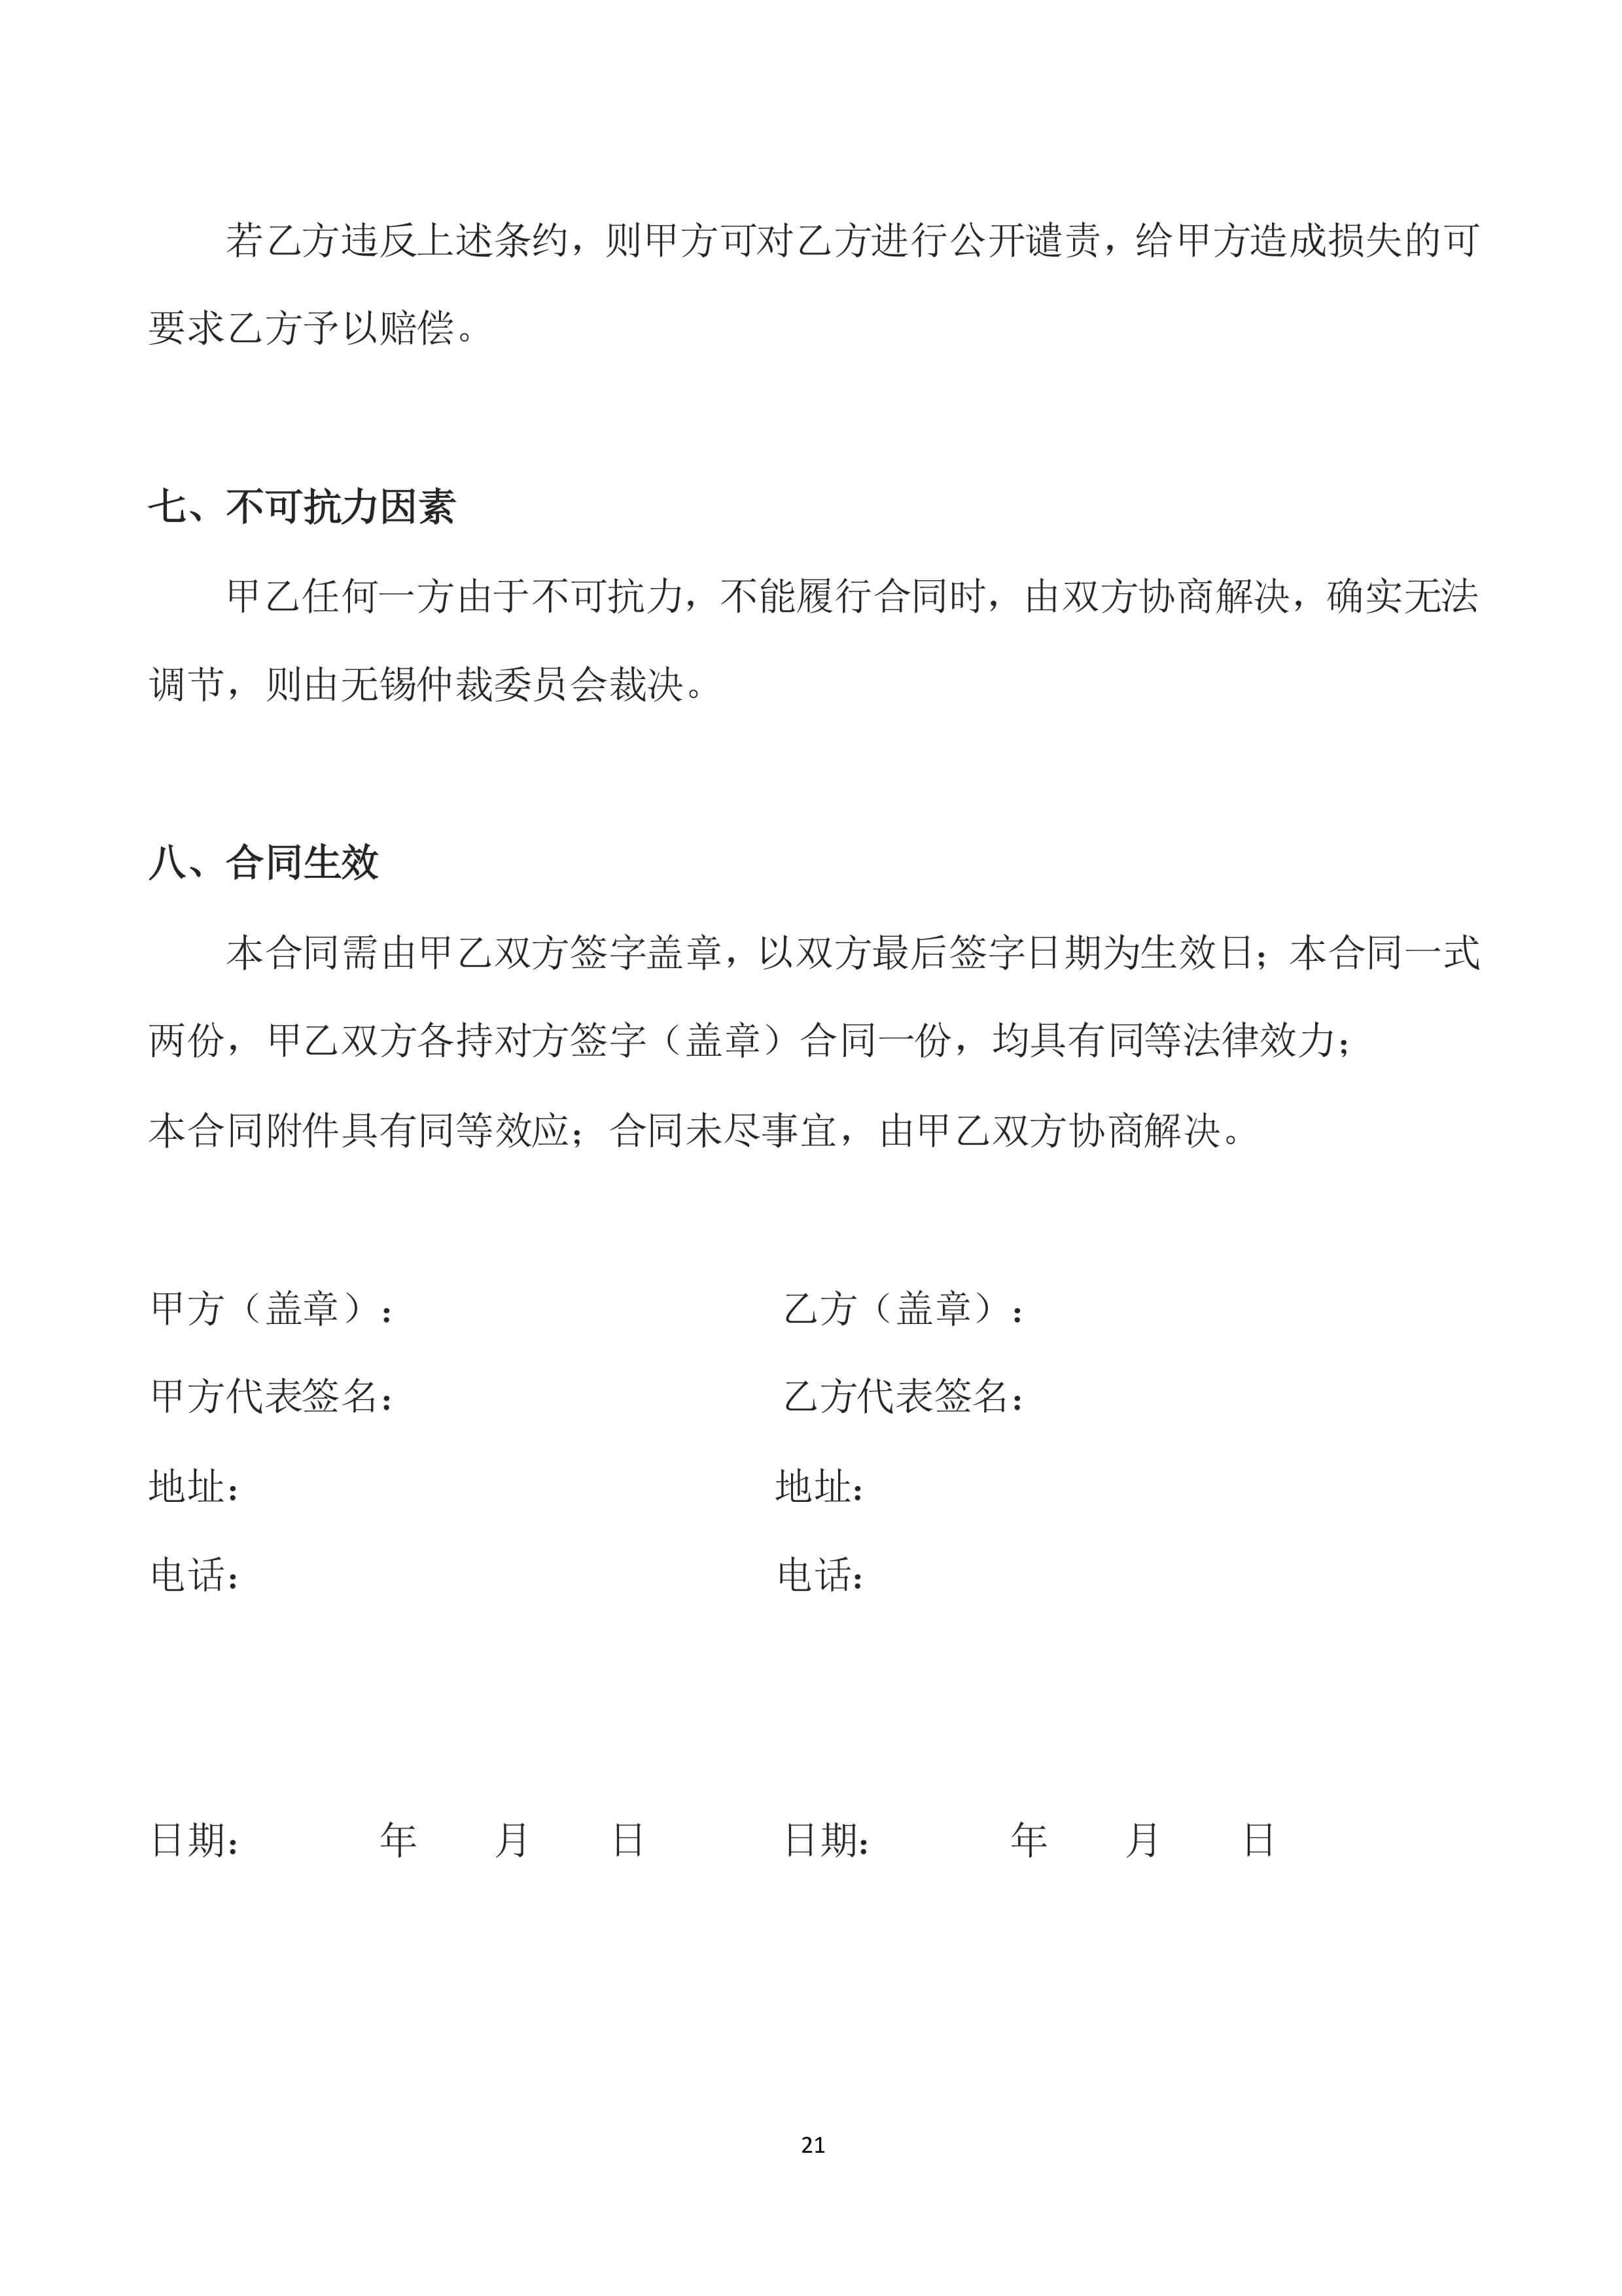 若乙方违反上述条约，则甲方可对乙方进行公开谴责，给甲方造成损失的可
要求乙方予以赔偿。
七、不可抗力因素
甲乙任何一方由于不可抗力，不能履行合同时，由双方协商解决，确实无法
调节，则由无锡仲裁委员会裁决。
八、合同生效
本合同需由甲乙双方签字盖章，以双方最后签字日期为生效日；本合同一式
两份，甲乙双方各持对方签字（盖章）合同一份，均具有同等法律效力；
本合同附件具有同等效应；合同未尽事宜，由甲乙双方协商解决。
甲方（盖章）： 乙方（盖章）：
甲方代表签名： 乙方代表签名：
地址： 地址：
电话： 电话：
日期： 年 月 日 日期： 年 月 日
21